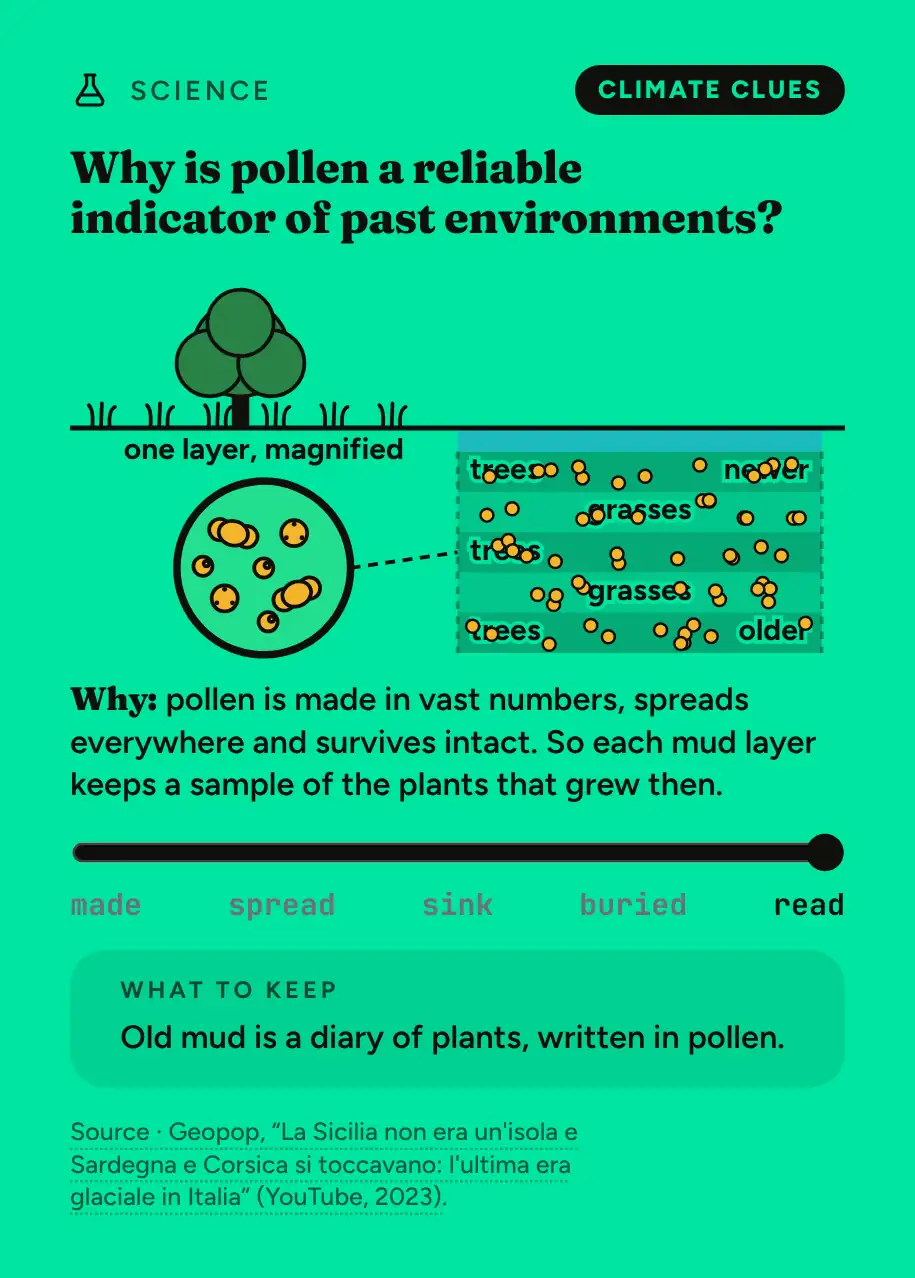 SCIENCE
CLIMATE CLUES
Why is pollen a reliable
indicator of past environments?
one layer, magnified
trees
newer
grasses
trees
grasses
trees
older
Why: pollen is made in vast numbers, spreads
everywhere and survives intact. So each mud layer
keeps a sample of the plants that grew then.
made
spread
sink
buried
read
WHAT TO KEEP
Old mud is a diary of plants, written in pollen.
Source · Geopop, “La Sicilia non era un'isola e
Sardegna e Corsica si toccavano: l'ultima era
glaciale in Italia” (YouTube, 2023).